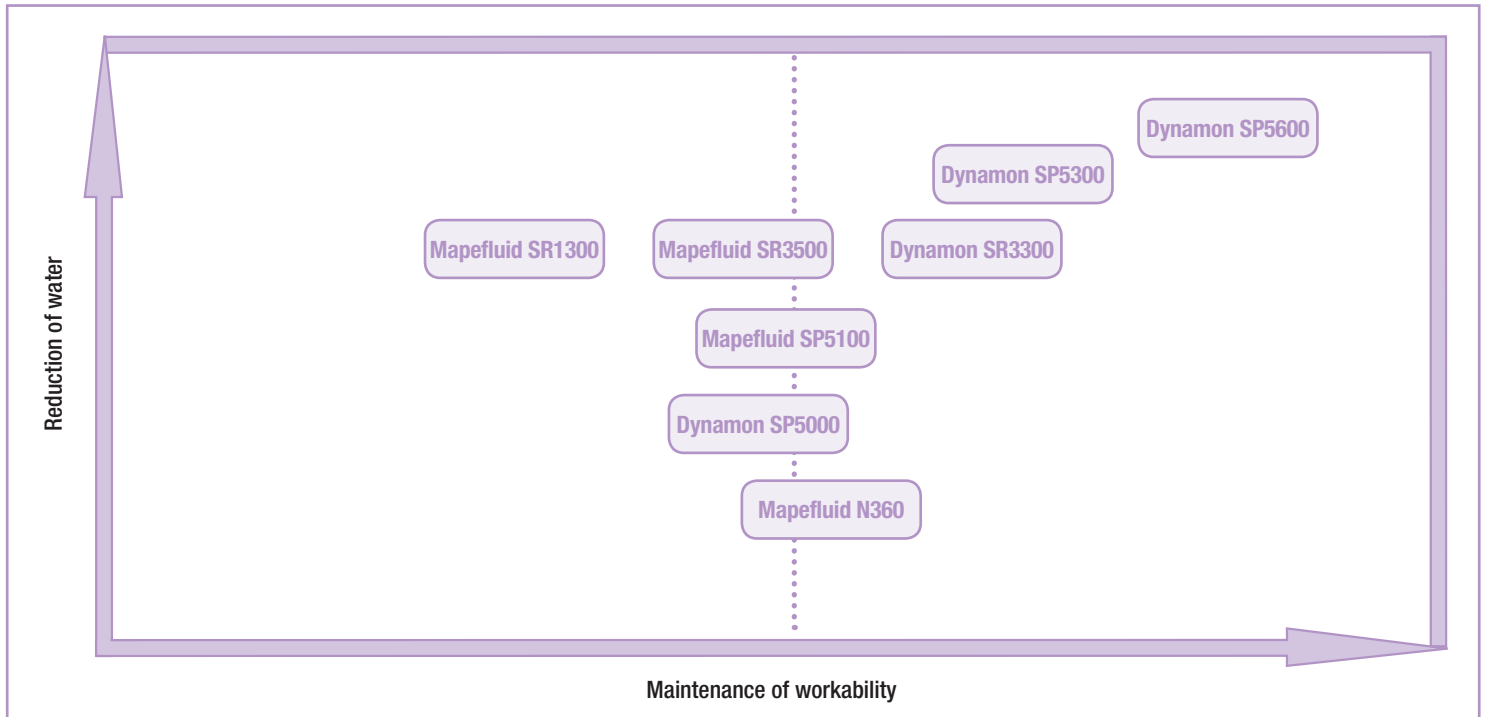 Dynamon SP5600
Dynamon SP5300
Mapefluid SR1300
Mapefluid SR3500
Dynamon SR3300
Mapefluid SP5100
Dynamon SP5000
Mapefluid N360
Reduction of water
Maintenance of workability